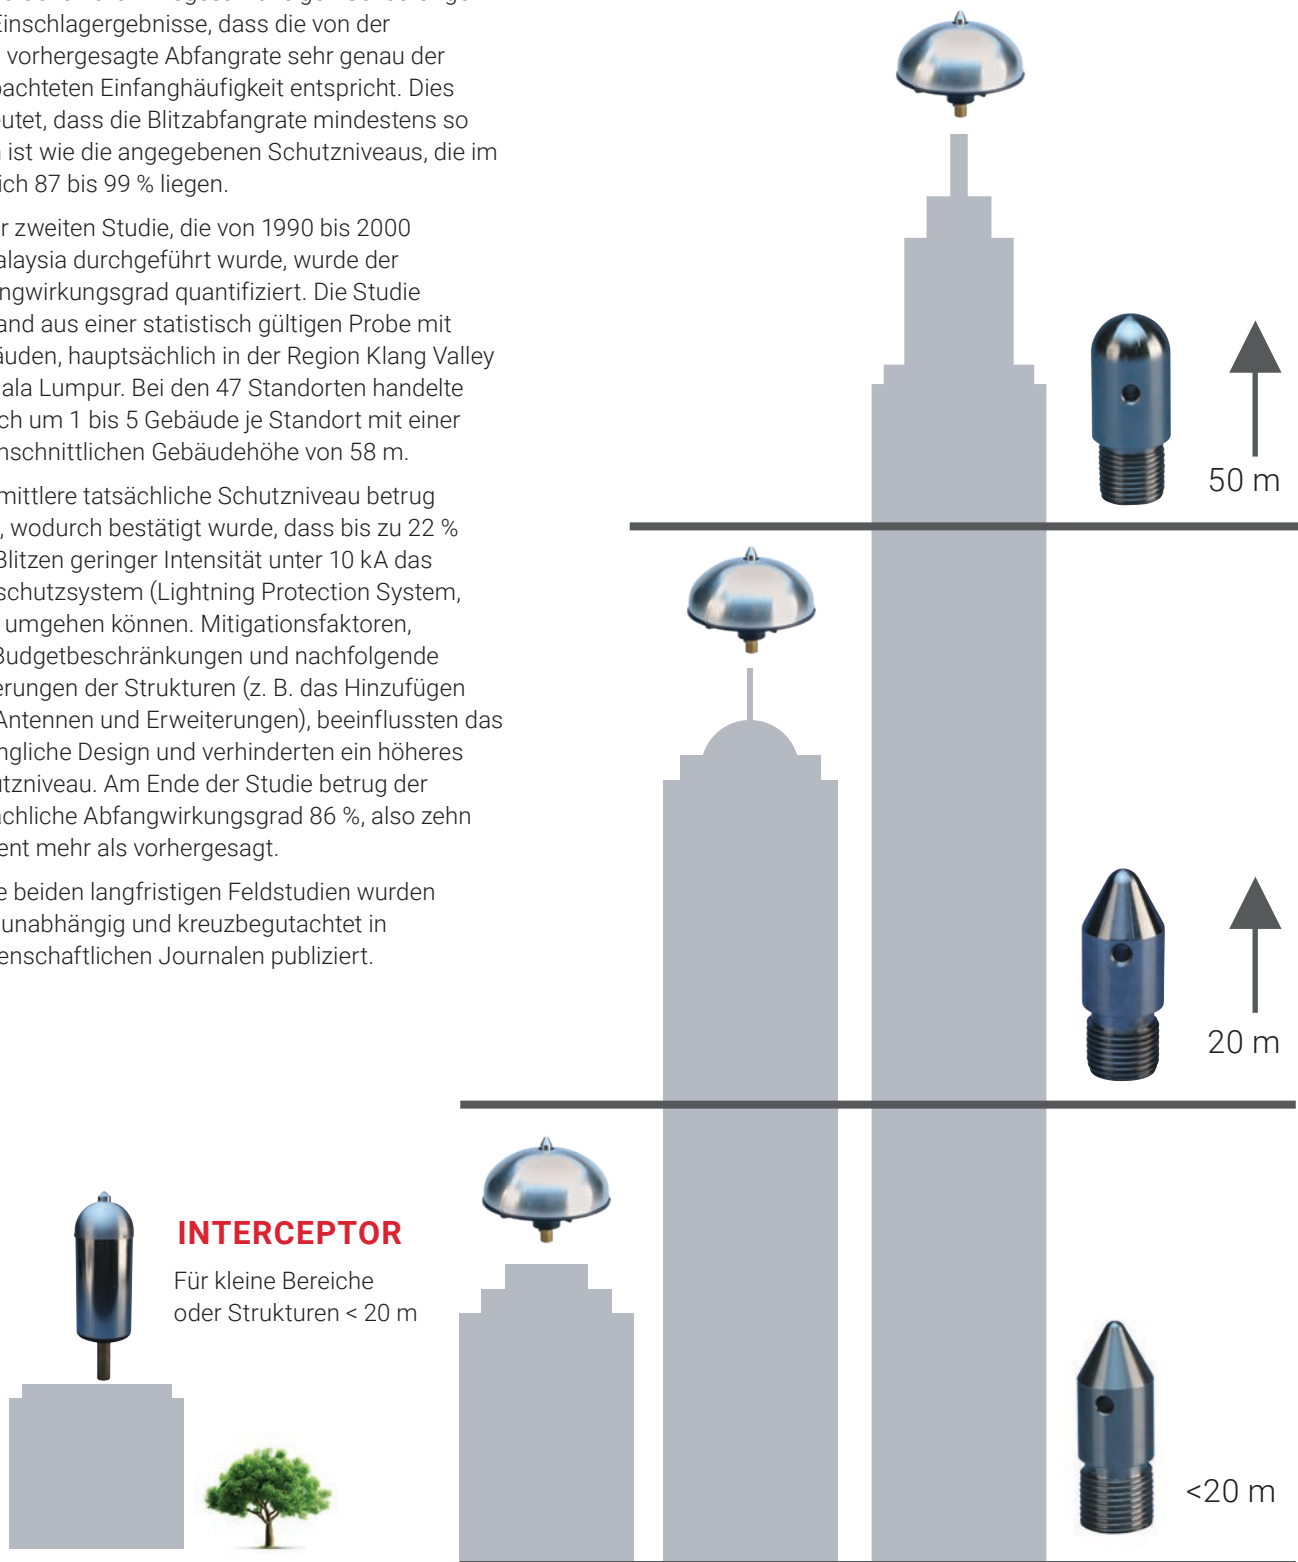 Einschlagergebnisse, dass die von der
vorhergesagte Abfangrate sehr genau der
achteten Einfanghäufigkeit entspricht. Dies
eutet, dass die Blitzabfangrate mindestens so
ist wie die angegebenen Schutzniveaus, die im
ich 87 bis 99 % liegen.
r zweiten Studie, die von 1990 bis 2000
alaysia durchgeführt wurde, wurde der
ngwirkungsgrad quantifiziert. Die Studie
and aus einer statistisch gültigen Probe mit
äuden, hauptsächlich in der Region Klang Valley
ala Lumpur. Bei den 47 Standorten handelte
ch um 1 bis 5 Gebäude je Standort mit einer
hschnittlichen Gebäudehöhe von 58 m.
mittlere tatsächliche Schutzniveau betrug
, wodurch bestätigt wurde, dass bis zu 22 %
Blitzen geringer Intensität unter 10 kA das
schutzsystem (Lightning Protection System,
umgehen können. Mitigationsfaktoren,
Budgetbeschränkungen und nachfolgende
erungen der Strukturen (z. B. das Hinzufügen
Antennen und Erweiterungen), beeinflussten das
ngliche Design und verhinderten ein höheres
utzniveau. Am Ende der Studie betrug der
ächliche Abfangwirkungsgrad 86 %, also zehn
ent mehr als vorhergesagt.
e beiden langfristigen Feldstudien wurden
unabhängig und kreuzbegutachtet in
enschaftlichen Journalen publiziert.
50 m
20 m
INTERCEPTOR
Für kleine Bereiche
oder Strukturen < 20 m
<20 m